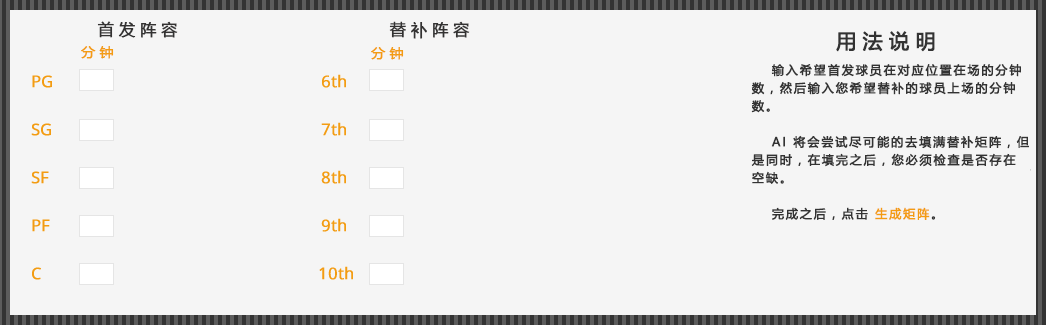 首发阵容
分钟
PG
SG
SF
PF
C
替补阵容
分钟
6th
7th
8th
9th
10th
用法说明
输入希望首发球员在对应位置在场的分钟
数，然后输入您希望替补的球员上场的分钟
数。
AI 将会尝试尽可能的去填满替补矩阵，但
是同时，在填完之后，您必须检查是否存在
空缺。
完成之后，点击 生成矩阵。